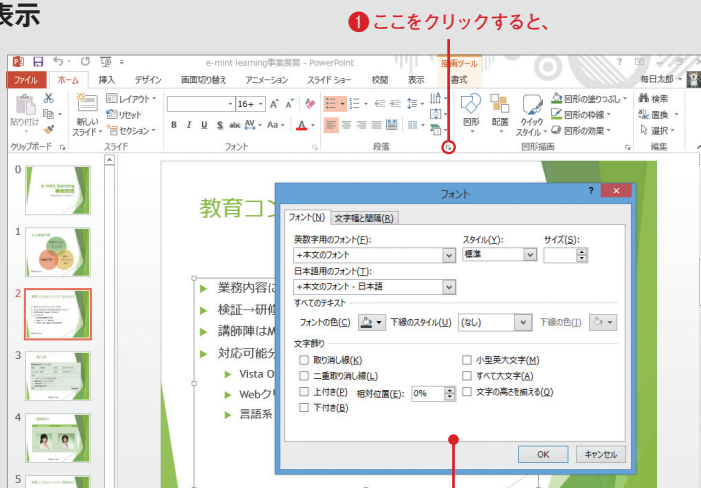 表示
❶ここをクリックすると、
e-mint learning事業展開 - PowerPoint
描画ツール
ファイル ホーム 挿入 デザイン 画面切り替え アニメーション スライド ショー 校閲 表示 書式 毎日太郎
貼り付け
新しい
スライド
レイアウト
リセット
セクション
16+
B I U S abc AV Aa A
図形 配置 クイック
スタイル
図形の塗りつぶし
図形の枠線
図形の効果
検索
置換
選択
クリップボード スライド フォント 段落 図形描画 編集
0
e-mint learning
事業展開
1
2
3
4
5
教育コン
業務内容に
検証→研修
講師陣はM
対応可能分
Vista O
Webク
言語系
フォント
フォント(N) 文字幅と間隔(R)
英数字用のフォント(F): スタイル(Y): サイズ(S):
+本文のフォント 標準
日本語用のフォント(T):
+本文のフォント - 日本語
すべてのテキスト
フォントの色(C) 下線のスタイル(U) (なし) 下線の色(I)
文字飾り
取り消し線(K) 小型英大文字(M)
二重取り消し線(L) すべて大文字(A)
上付き(P) 相対位置(E): 0% 文字の高さを揃える(Q)
下付き(B)
OK キャンセル